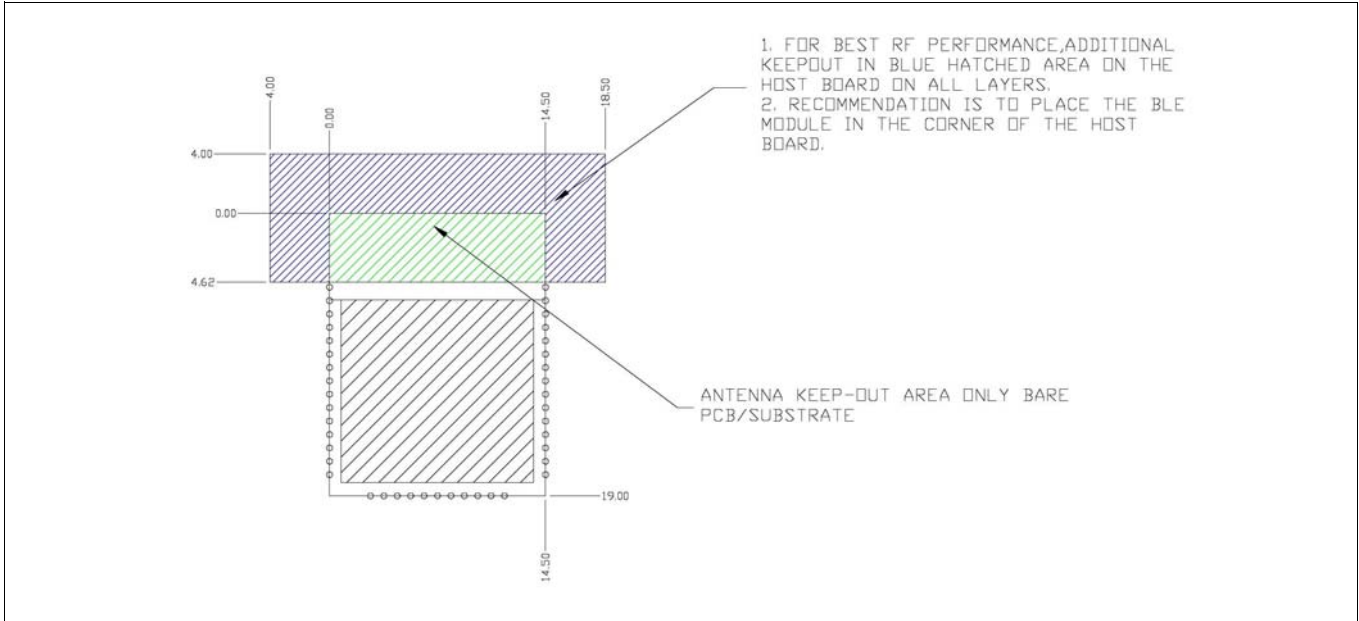 1. FOR BEST RF PERFORMANCE,ADDITIONAL
KEEPOUT IN BLUE HATCHED AREA ON THE
HOST BOARD ON ALL LAYERS.
2. RECOMMENDATION IS TO PLACE THE BLE
MODULE IN THE CORNER OF THE HOST
BOARD.
4.00
0.00
14.50
18.50
4.00
0.00
4.62
ANTENNA KEEP-OUT AREA ONLY BARE
PCB/SUBSTRATE
19.00
14.50